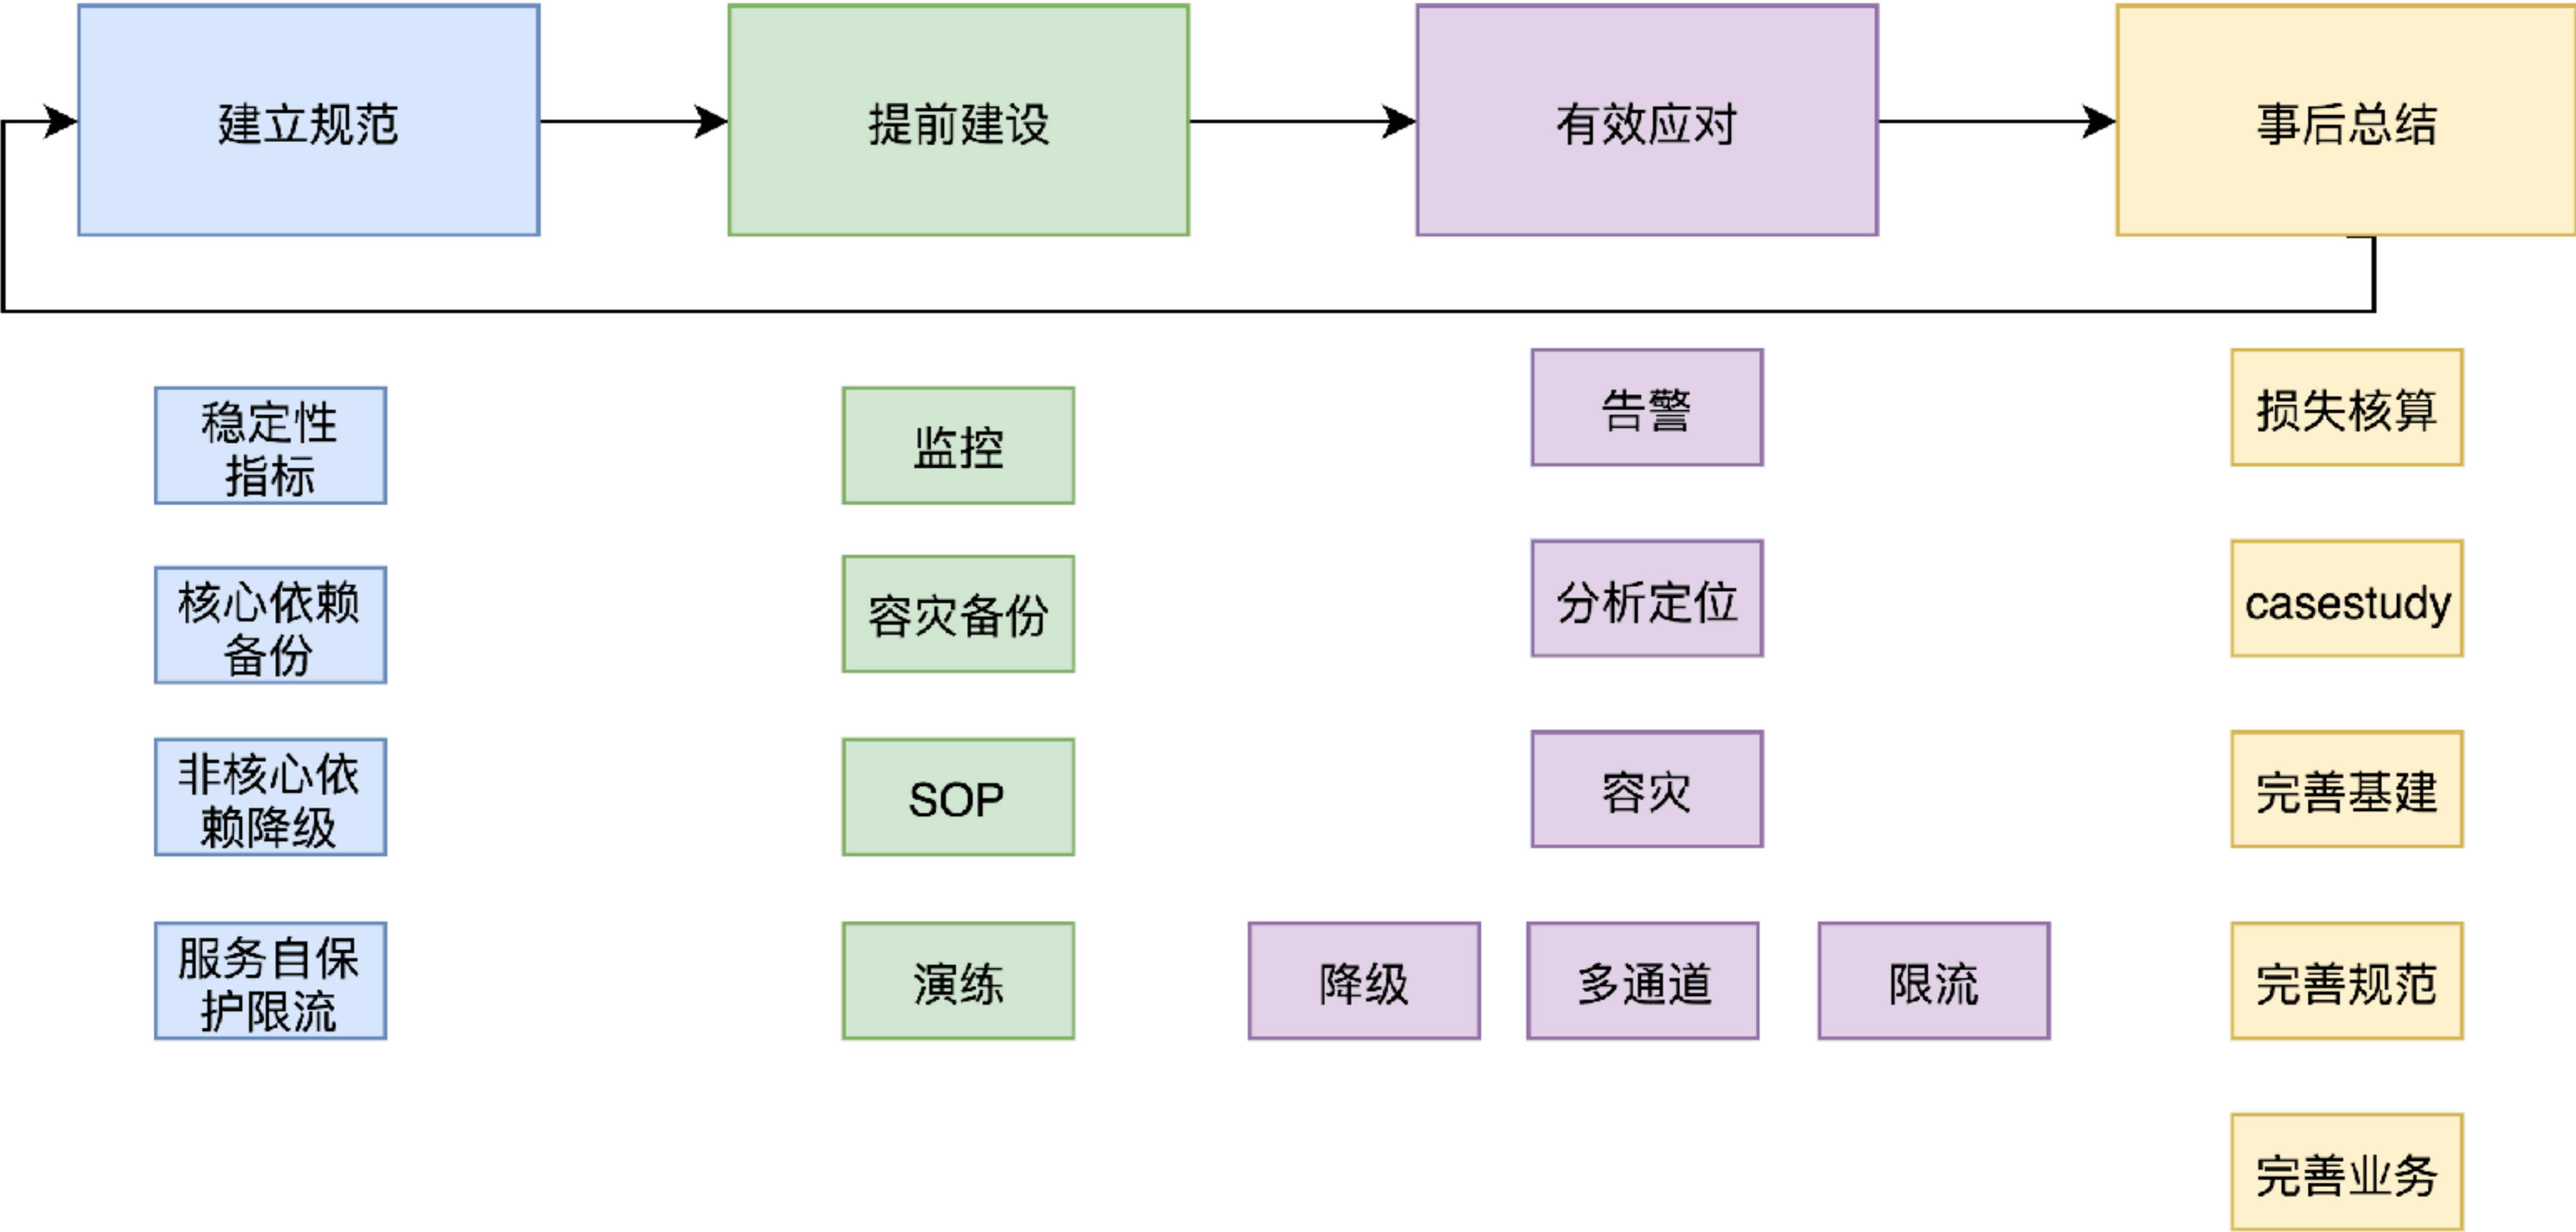 建立规范
提前建设
有效应对
事后总结
稳定性
指标
核心依赖
备份
非核心依
赖降级
服务自保
护限流
监控
容灾备份
SOP
演练
告警
分析定位
容灾
降级
多通道
限流
损失核算
casestudy
完善基建
完善规范
完善业务